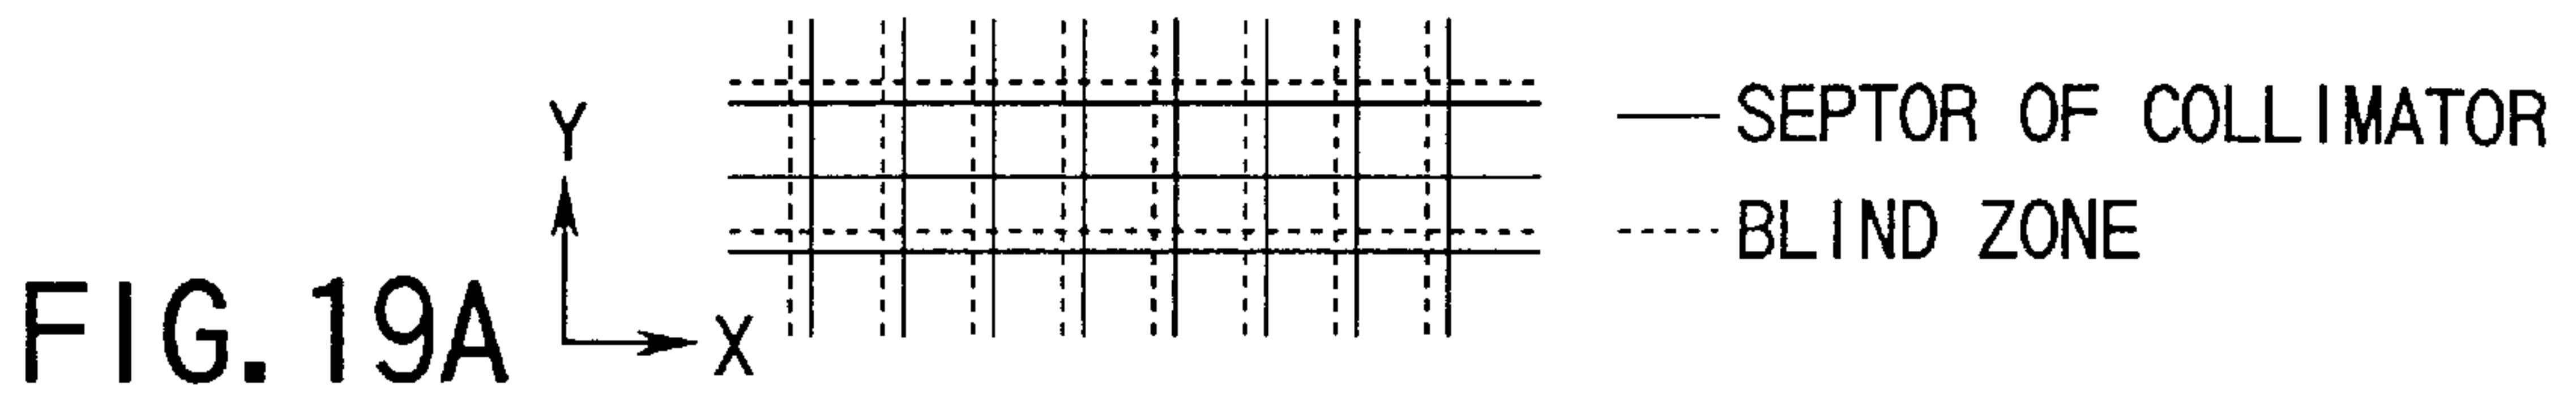 SEPTOR OF COLLIMATOR
Y
BLIND ZONE
FIG. 19A
X